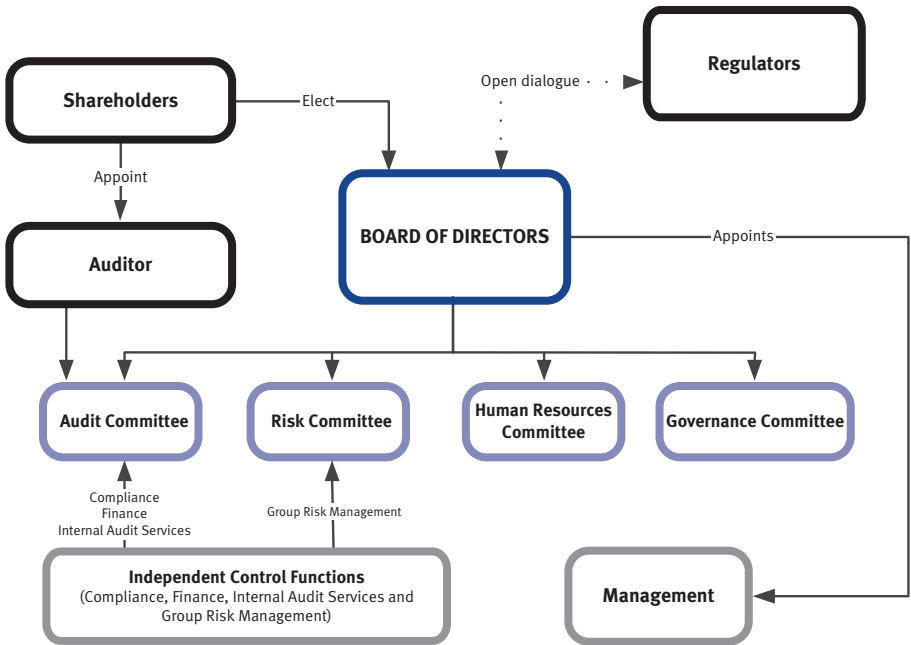 Regulators
Shareholders
Elect
Open dialogue
Appoint
BOARD OF DIRECTORS
Appoints
Auditor
Audit Committee
Risk Committee
Human Resources
Committee
Governance Committee
Compliance
Finance
Internal Audit Services
Group Risk Management
Independent Control Functions
(Compliance, Finance, Internal Audit Services and
Group Risk Management)
Management